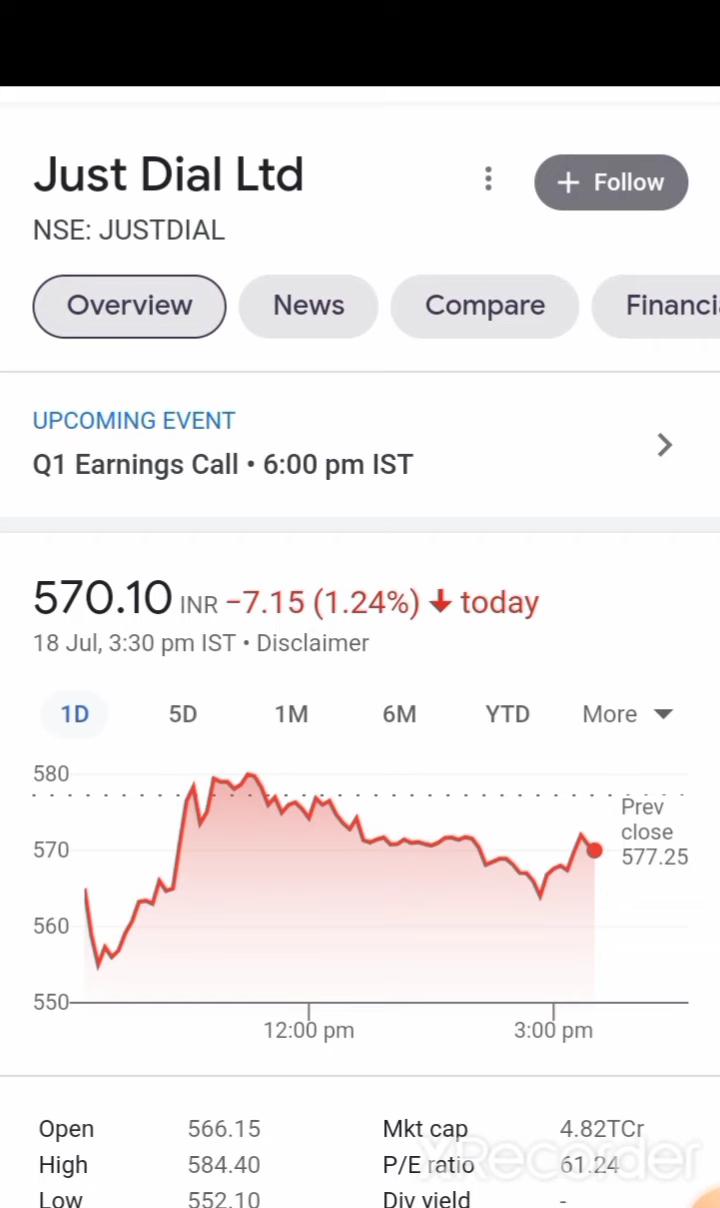 Just Dial Ltd
+ Follow
NSE: JUSTDIAL
Overview News Compare Financi
UPCOMING EVENT
Q1 Earnings Call • 6:00 pm IST
570.10 INR −7.15 (1.24%) ↓ today
18 Jul, 3:30 pm IST • Disclaimer
1D 5D 1M 6M YTD More
580
570
560
550
Prev
close
577.25
12:00 pm 3:00 pm
Open 566.15 Mkt cap 4.82TCr
High 584.40 P/E ratio 61.24
Low 552.10 Div yield -
XRecorder